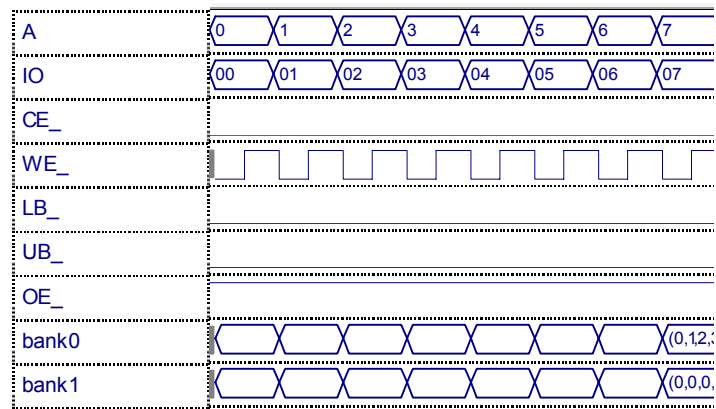 A 0 1 2 3 4 5 6 7
IO 00 01 02 03 04 05 06 07
CE_
WE_
LB_
UB_
OE_
bank0 (0,1,2,3
bank1 (0,0,0,